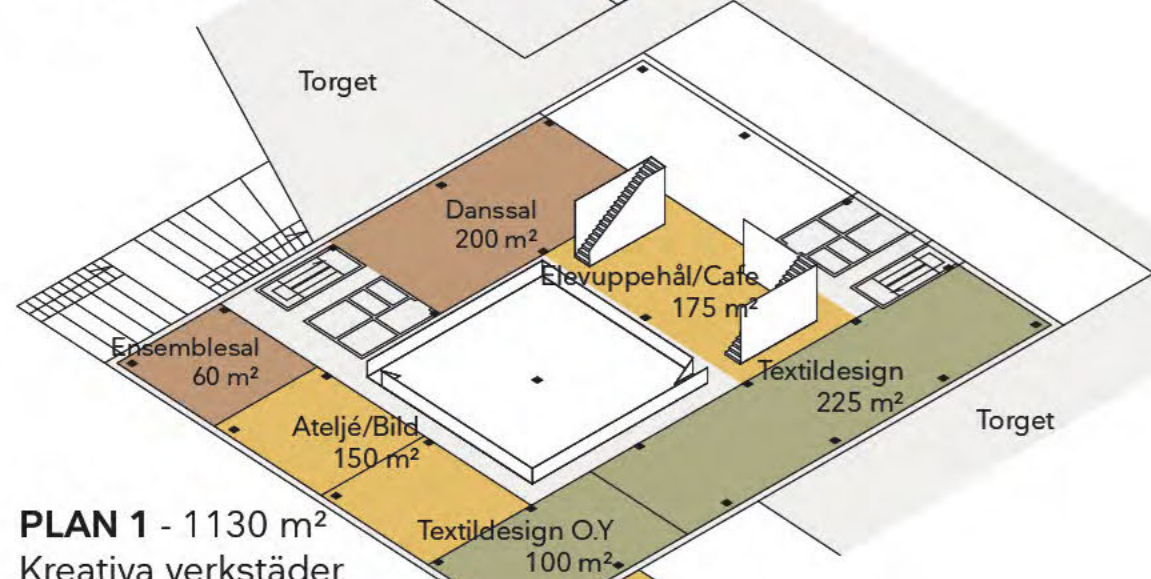 Torget
Danssal
200 m²
Elevuppehål/Cafe
175 m²
Ensemblesal
60 m²
Textildesign
225 m²
Torget
Ateljé/Bild
150 m²
Textildesign O.Y
100 m²
PLAN 1 - 1130 m²
Kreativa verkstäder